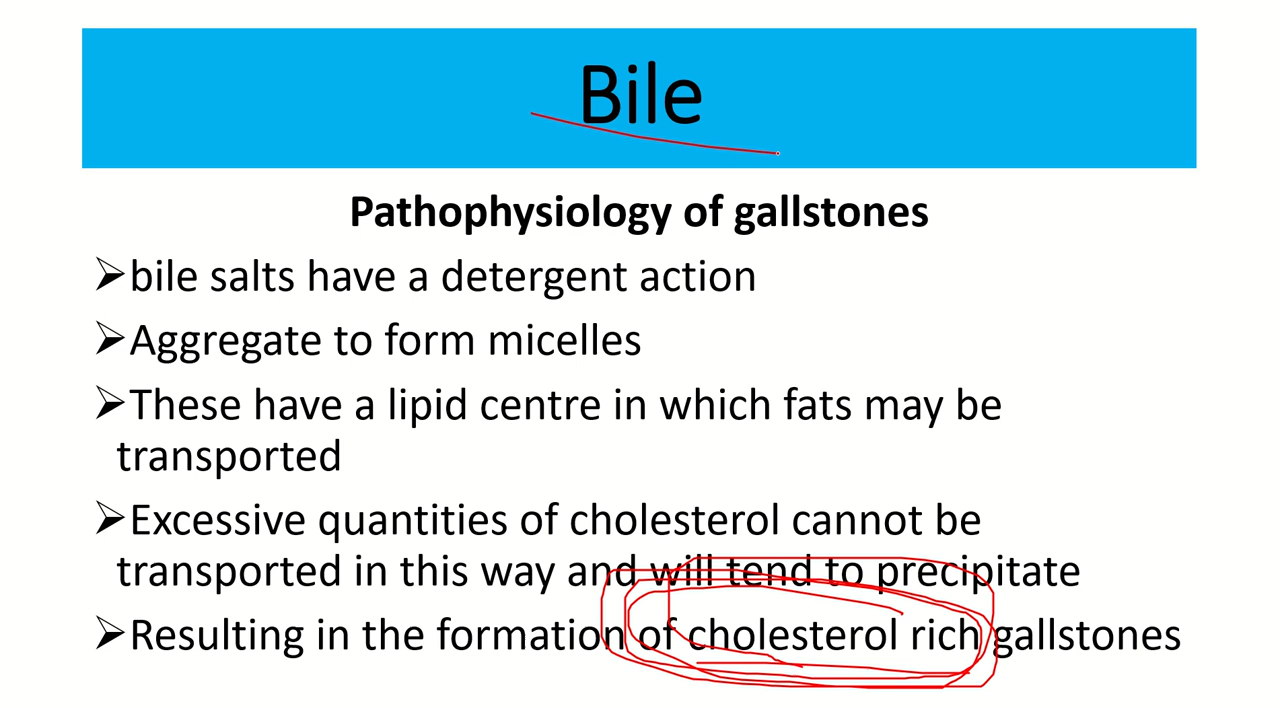 Bile
Pathophysiology of gallstones
➢bile salts have a detergent action
➢Aggregate to form micelles
➢These have a lipid centre in which fats may be
transported
➢Excessive quantities of cholesterol cannot be
transported in this way and will tend to precipitate
➢Resulting in the formation of cholesterol rich gallstones